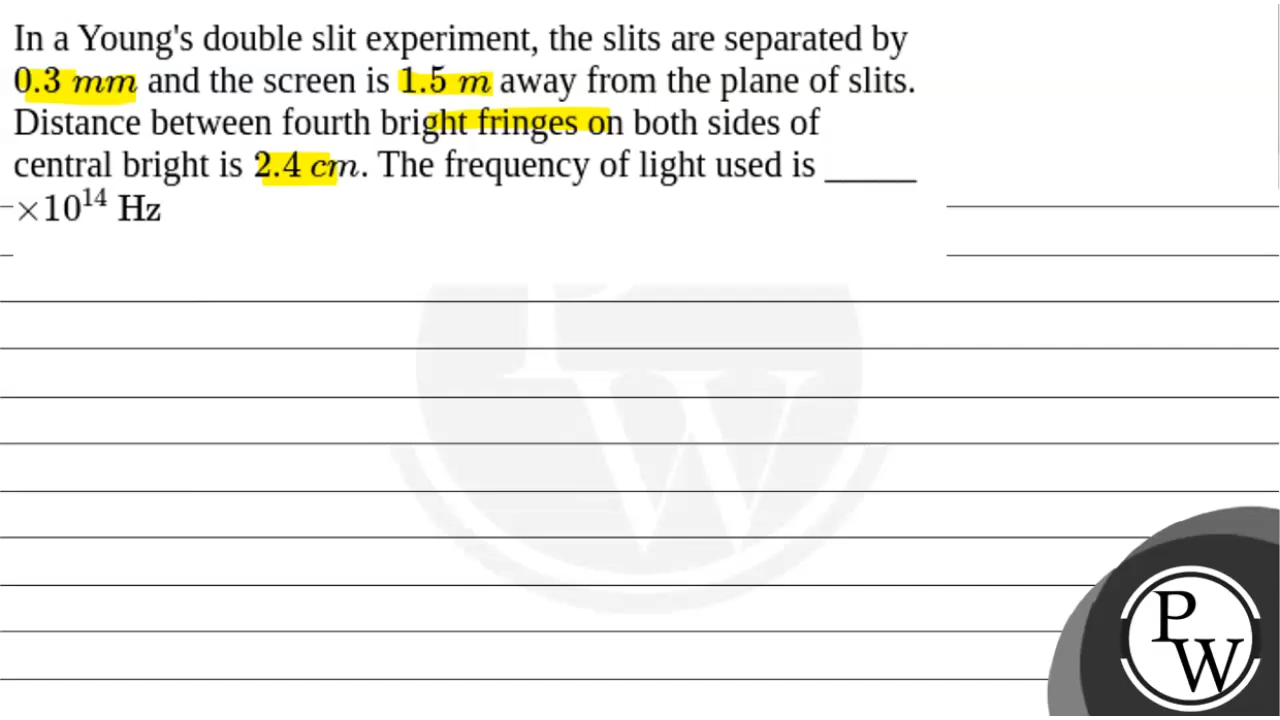 In a Young's double slit experiment, the slits are separated by
0.3 mm and the screen is 1.5 m away from the plane of slits.
Distance between fourth bright fringes on both sides of
central bright is 2.4 cm. The frequency of light used is _____
×10¹⁴ Hz
P
W